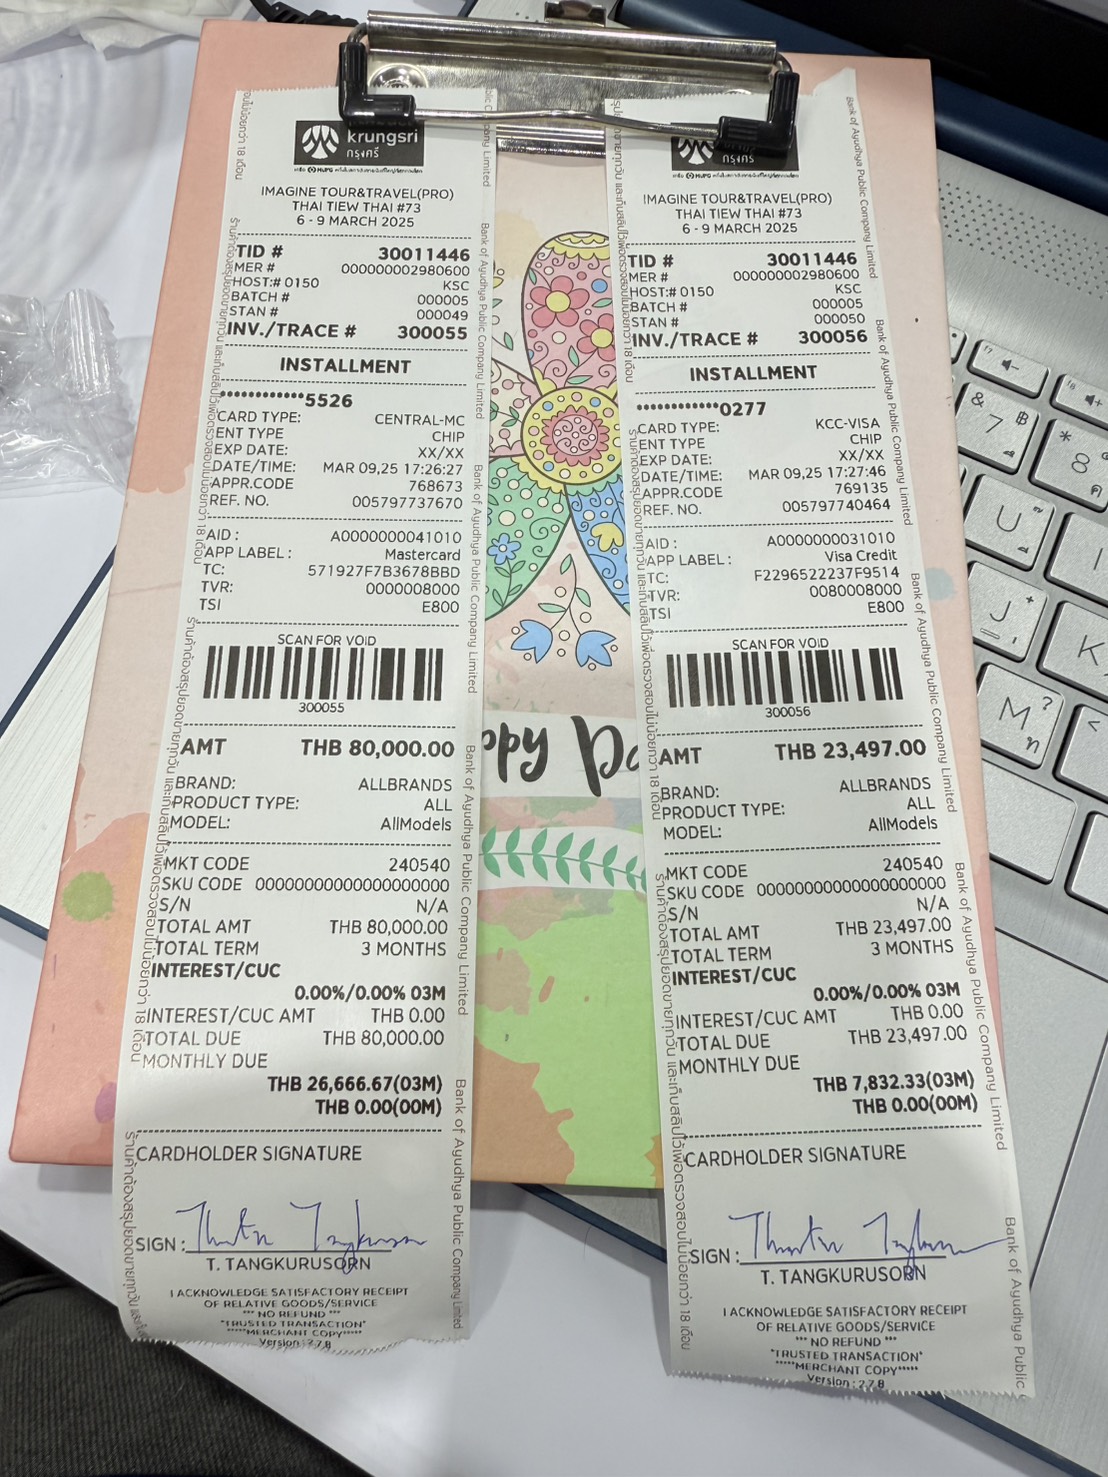 krungsri
กรุงศรี
IMAGINE TOUR&TRAVEL(PRO)
THAI TIEW THAI #73
6 - 9 MARCH 2025
TID # 30011446
MER # 000000002980600
HOST:# 0150 KSC
BATCH # 000005
STAN # 000049
INV./TRACE # 300055
INSTALLMENT
************5526
CARD TYPE: CENTRAL-MC
ENT TYPE CHIP
EXP DATE: XX/XX
DATE/TIME: MAR 09,25 17:26:27
APPR.CODE 768673
REF. NO. 005797737670
AID : A0000000041010
APP LABEL : Mastercard
TC: 571927F7B3678BBD
TVR: 0000008000
TSI E800
SCAN FOR VOID
300055
AMT THB 80,000.00
BRAND: ALLBRANDS
PRODUCT TYPE: ALL
MODEL: AllModels
MKT CODE 240540
SKU CODE 00000000000000000000
S/N N/A
TOTAL AMT THB 80,000.00
TOTAL TERM 3 MONTHS
INTEREST/CUC
0.00%/0.00% 03M
INTEREST/CUC AMT THB 0.00
TOTAL DUE THB 80,000.00
MONTHLY DUE
THB 26,666.67(03M)
THB 0.00(00M)
CARDHOLDER SIGNATURE
SIGN :
T. TANGKURUSORN
I ACKNOWLEDGE SATISFACTORY RECEIPT
OF RELATIVE GOODS/SERVICE
*** NO REFUND ***
*TRUSTED TRANSACTION*
*****MERCHANT COPY*****
Version : 2.7.8
Bank of Ayudhya Public Company Limited
กรุงศรี
IMAGINE TOUR&TRAVEL(PRO)
THAI TIEW THAI #73
6 - 9 MARCH 2025
TID # 30011446
MER # 000000002980600
HOST:# 0150 KSC
BATCH # 000005
STAN # 000050
INV./TRACE # 300056
INSTALLMENT
************0277
CARD TYPE: KCC-VISA
ENT TYPE CHIP
EXP DATE: XX/XX
DATE/TIME: MAR 09,25 17:27:46
APPR.CODE 769135
REF. NO. 005797740464
AID : A0000000031010
APP LABEL : Visa Credit
TC: F2296522237F9514
TVR: 0080008000
TSI E800
SCAN FOR VOID
300056
AMT THB 23,497.00
BRAND: ALLBRANDS
PRODUCT TYPE: ALL
MODEL: AllModels
MKT CODE 240540
SKU CODE 00000000000000000000
S/N N/A
TOTAL AMT THB 23,497.00
TOTAL TERM 3 MONTHS
INTEREST/CUC
0.00%/0.00% 03M
INTEREST/CUC AMT THB 0.00
TOTAL DUE THB 23,497.00
MONTHLY DUE
THB 7,832.33(03M)
THB 0.00(00M)
CARDHOLDER SIGNATURE
SIGN :
T. TANGKURUSORN
I ACKNOWLEDGE SATISFACTORY RECEIPT
OF RELATIVE GOODS/SERVICE
*** NO REFUND ***
*TRUSTED TRANSACTION*
*****MERCHANT COPY*****
Version : 2.7.8
Bank of Ayudhya Public Company Limited
ppy
& 7
* 8
U
J
K
M